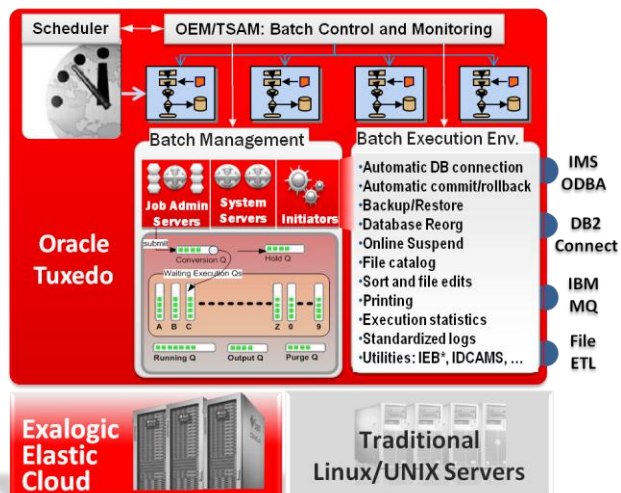 Scheduler
OEM/TSAM: Batch Control and Monitoring
Batch Management
Batch Execution Env.
Job Admin
Servers
System
Servers
Initiators
submit
Conversion Q
Hold Q
Waiting Execution Qs
A B C Z 0 9
Running Q
Output Q
Purge Q
•Automatic DB connection
•Automatic commit/rollback
•Backup/Restore
•Database Reorg
•Online Suspend
•File catalog
•Sort and file edits
•Printing
•Execution statistics
•Standardized logs
•Utilities: IEB*, IDCAMS, ...
IMS
ODBA
DB2
Connect
IBM
MQ
File
ETL
Oracle
Tuxedo
Exalogic
Elastic
Cloud
Traditional
Linux/UNIX Servers